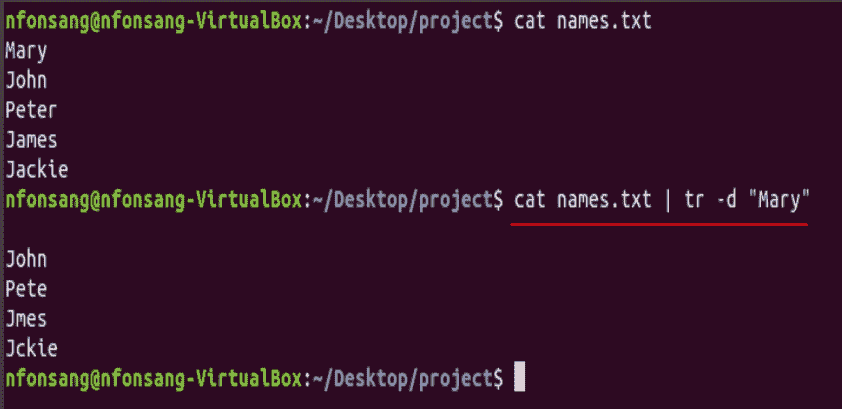 nfonsang@nfonsang-VirtualBox:~/Desktop/project$ cat names.txt
Mary
John
Peter
James
Jackie
nfonsang@nfonsang-VirtualBox:~/Desktop/project$ cat names.txt | tr -d "Mary"

John
Pete
Jmes
Jckie
nfonsang@nfonsang-VirtualBox:~/Desktop/project$